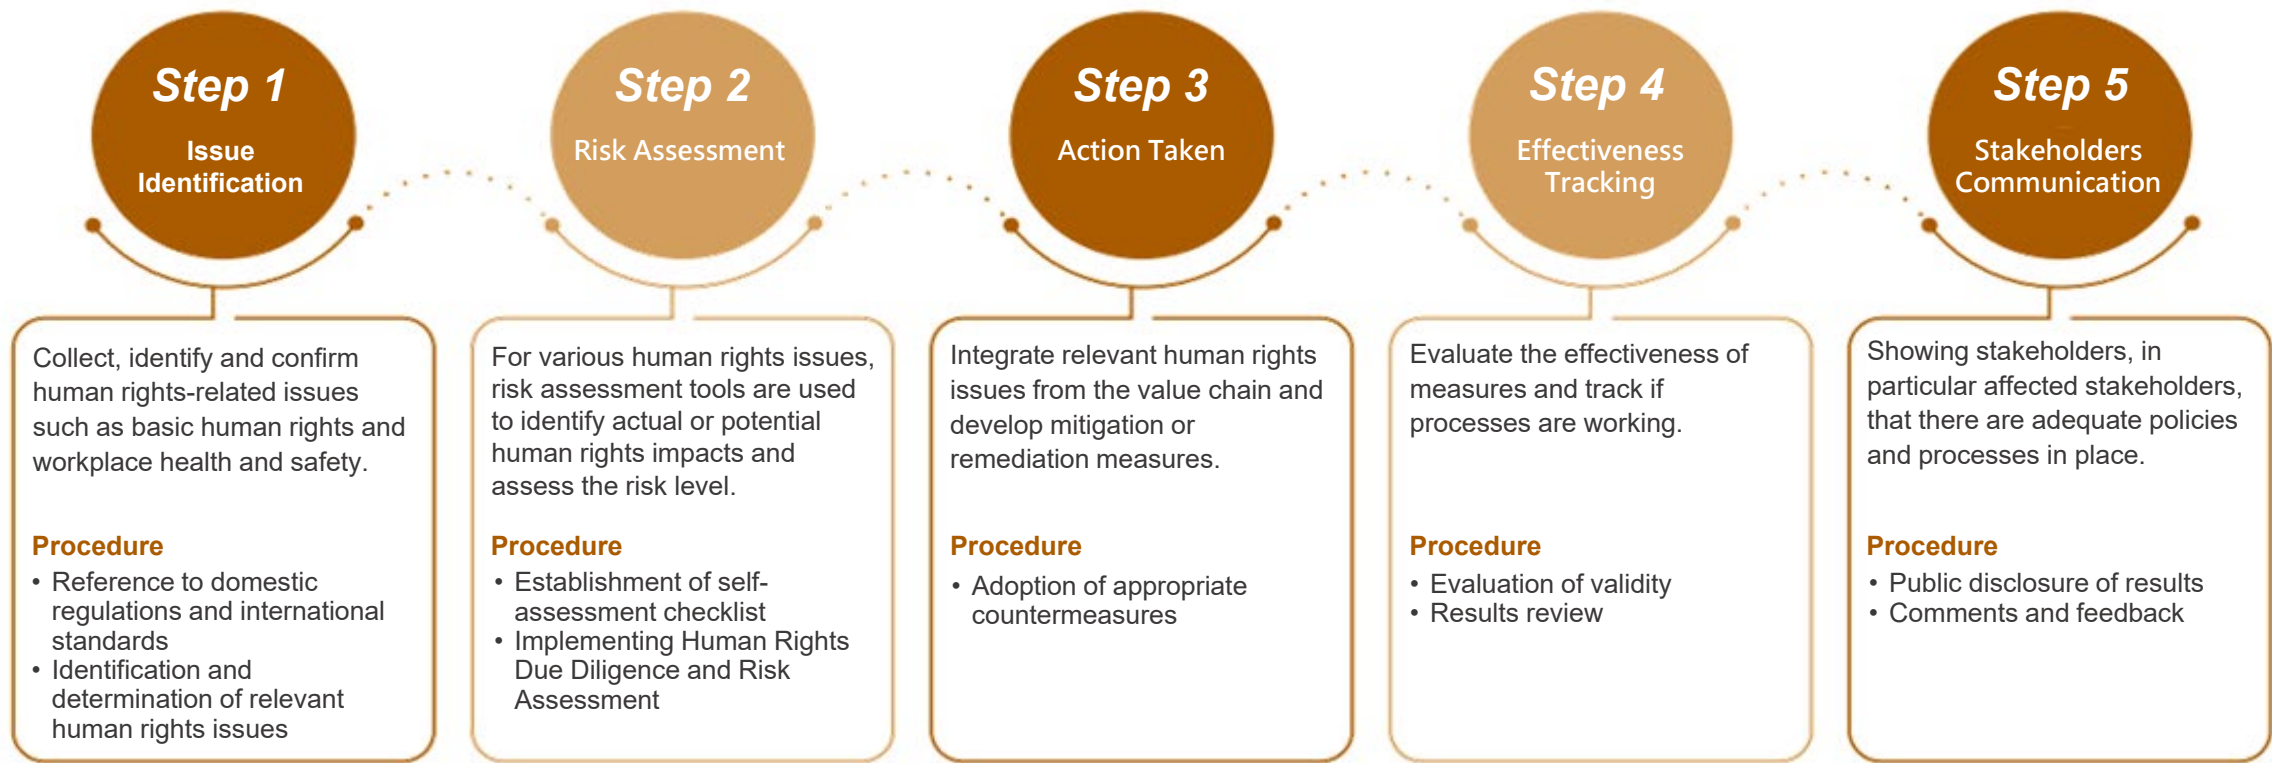 Step 1
Issue
Identification
Collect, identify and confirm
human rights-related issues
such as basic human rights and
workplace health and safety.
Procedure
• Reference to domestic
regulations and international
standards
• Identification and
determination of relevant
human rights issues
Step 2
Risk Assessment
For various human rights issues,
risk assessment tools are used
to identify actual or potential
human rights impacts and
assess the risk level.
Procedure
• Establishment of self-
assessment checklist
• Implementing Human Rights
Due Diligence and Risk
Assessment
Step 3
Action Taken
Integrate relevant human rights
issues from the value chain and
develop mitigation or
remediation measures.
Procedure
• Adoption of appropriate
countermeasures
Step 4
Effectiveness
Tracking
Evaluate the effectiveness of
measures and track if
processes are working.
Procedure
• Evaluation of validity
• Results review
Step 5
Stakeholders
Communication
Showing stakeholders, in
particular affected stakeholders,
that there are adequate policies
and processes in place.
Procedure
• Public disclosure of results
• Comments and feedback